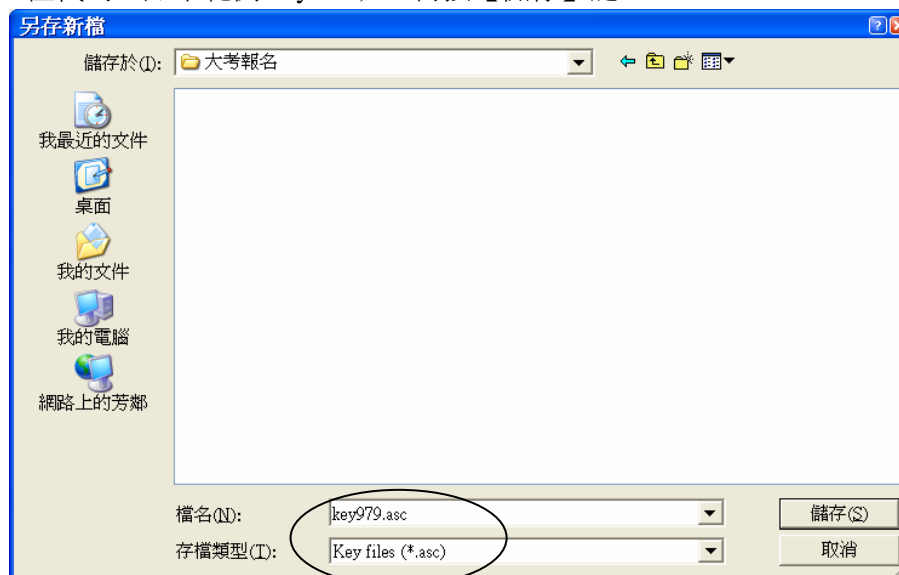 另存新檔
儲存於(I): 大考報名
我最近的文件
桌面
我的文件
我的電腦
網路上的芳鄰
檔名(N): key979.asc 儲存(S)
存檔類型(T): Key files (*.asc) 取消